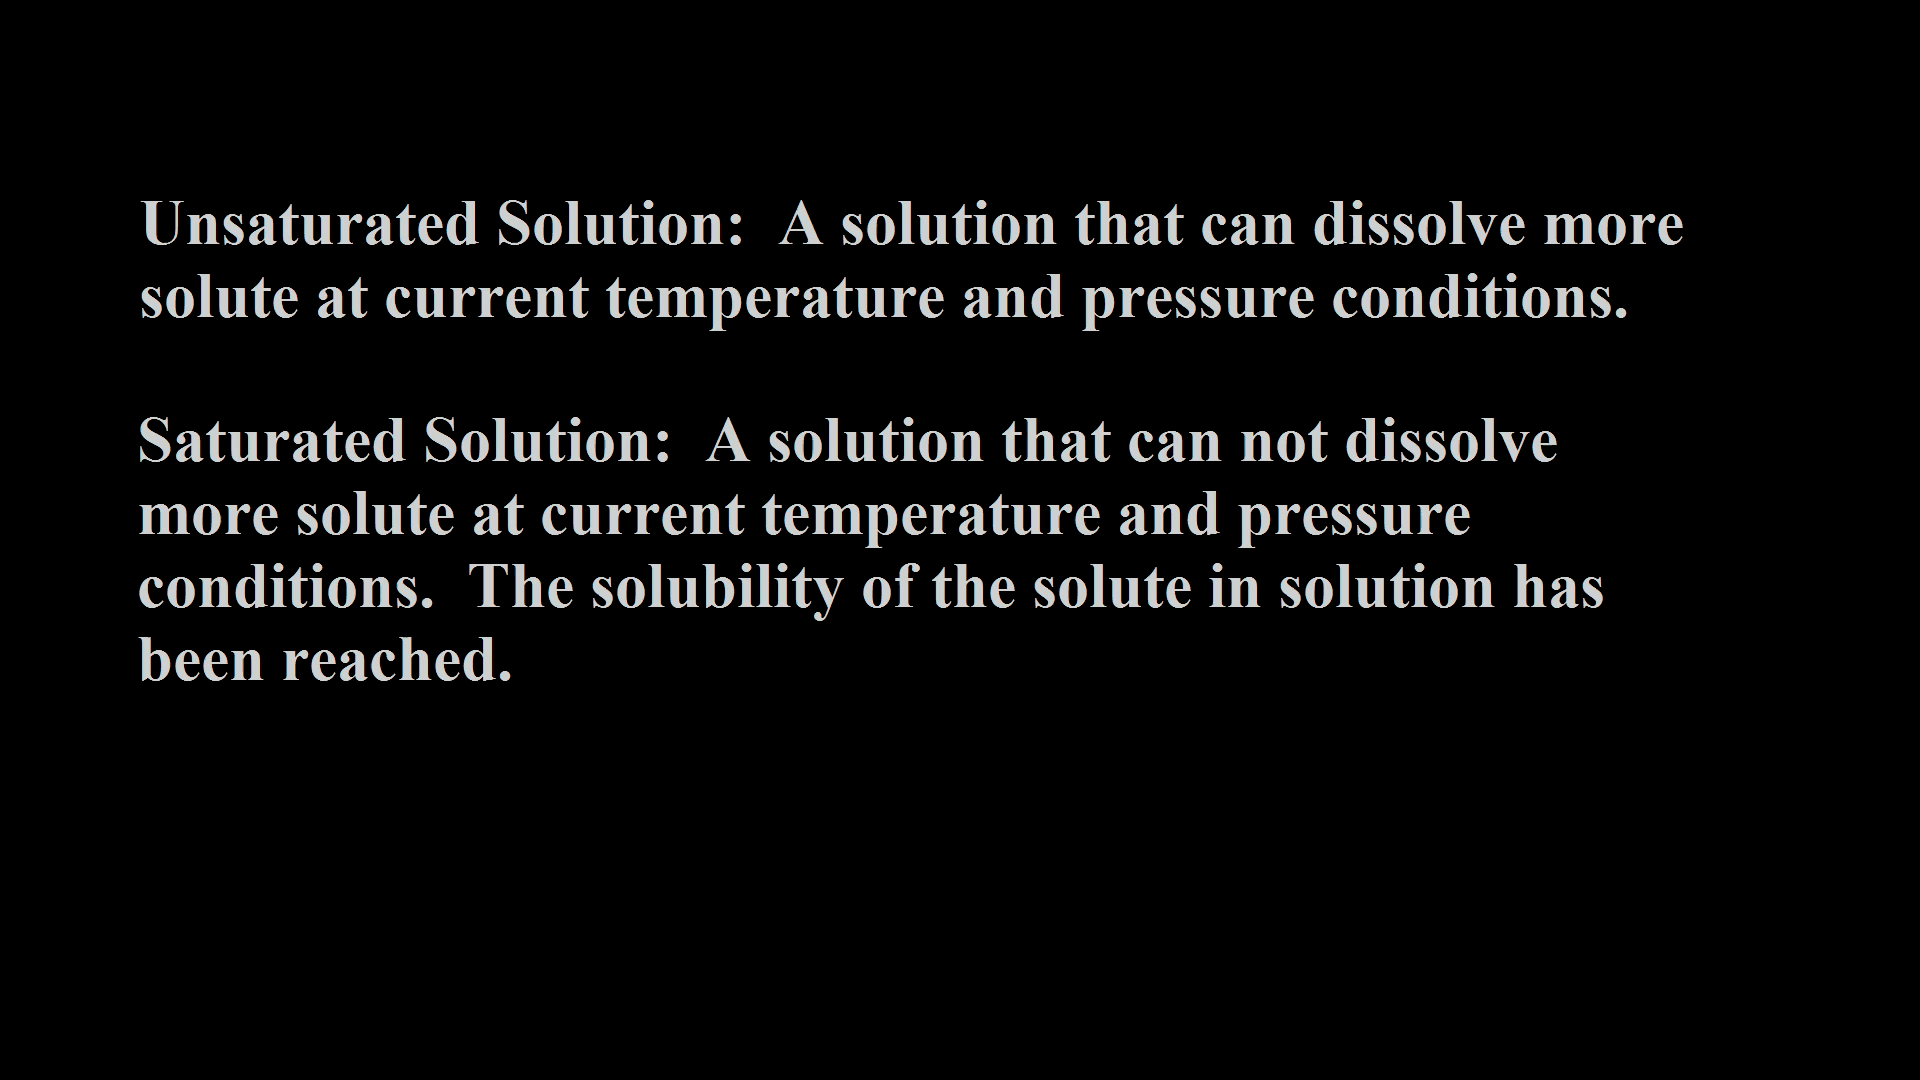 Unsaturated Solution:  A solution that can dissolve more
solute at current temperature and pressure conditions.
Saturated Solution:  A solution that can not dissolve
more solute at current temperature and pressure
conditions.  The solubility of the solute in solution has
been reached.